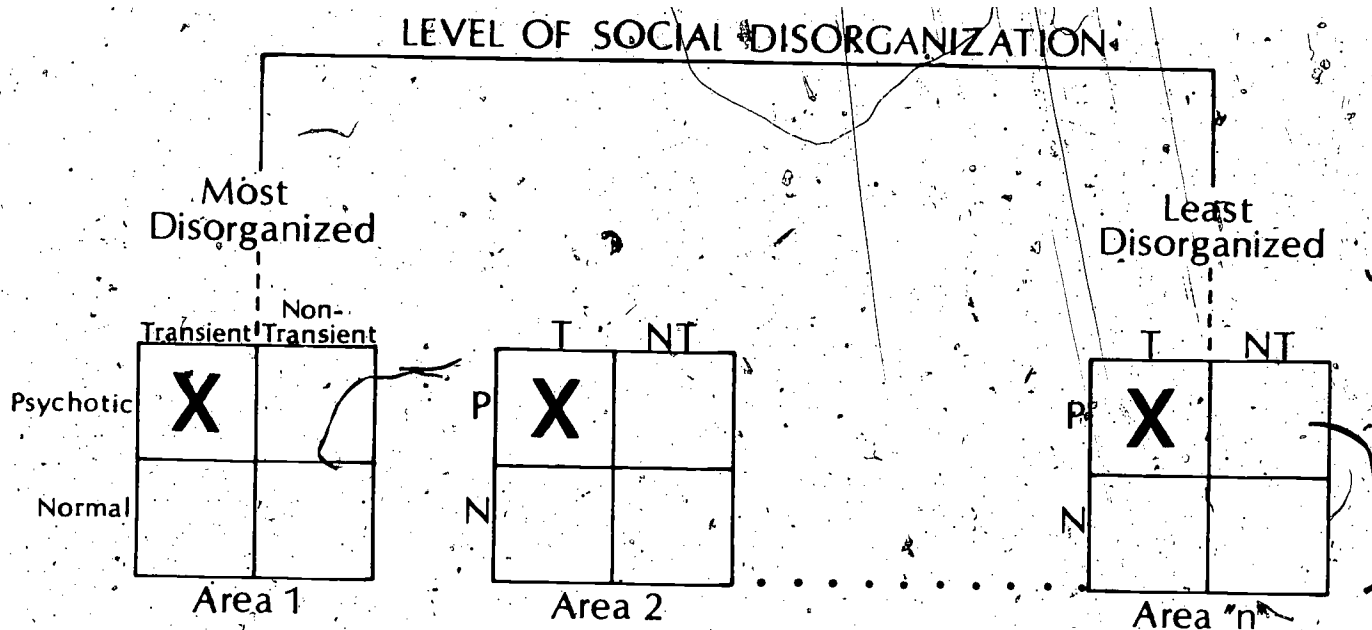 LEVEL OF SOCIAL DISORGANIZATION
Most
Disorganized
Least
Disorganized
Transient
Non-
Transient
T NT
T NT
Psychotic
X
P
X
P
X
Normal
N
N
Area 1
Area 2
Area "n"